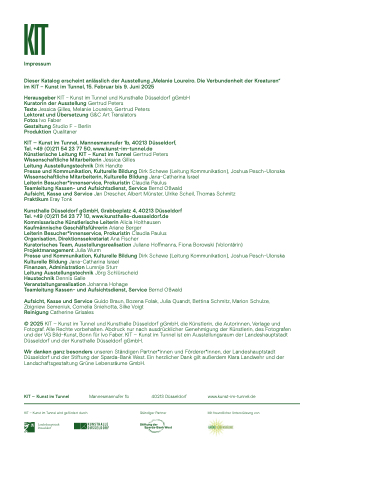 KIT
Impressum
Dieser Katalog erscheint anlässlich der Ausstellung „Melanie Loureiro. Die Verbundenheit der Kreaturen“
im KIT – Kunst im Tunnel, 15. Februar bis 9. Juni 2025
Herausgeber KIT – Kunst im Tunnel und Kunsthalle Düsseldorf gGmbH
Kuratorin der Ausstellung Gertrud Peters
Texte Jessica Gilles, Melanie Loureiro, Gertrud Peters
Lektorat und Übersetzung G&C Art Translators
Fotos Ivo Faber
Gestaltung Studio F – Berlin
Produktion Qualitaner
KIT – Kunst im Tunnel, Mannesmannufer 1b, 40213 Düsseldorf,
Tel. +49 (0)211 54 23 77 20, www.kunst-im-tunnel.de
Künstlerische Leitung KIT – Kunst im Tunnel Gertrud Peters
Wissenschaftliche Mitarbeiterin Jessica Gilles
Leitung Ausstellungstechnik Dirk Handte
Presse und Kommunikation, Kulturelle Bildung Dirk Schewe (Leitung Kommunikation), Joshua Pesch-Ulorska
Wissenschaftliche Mitarbeiterin, Kulturelle Bildung Jana-Catharina Israel
Leiterin Besucher*innenservice, Prokuristin Claudia Paulus
Teamleitung Kassen- und Aufsichtsdienst, Service Bernd Oßwald
Aufsicht, Kasse und Service Jan Drescher, Albert Münster, Ulrike Scheil, Thomas Schmitz
Praktikum Eray Tonk
Kunsthalle Düsseldorf gGmbH, Grabbeplatz 4, 40213 Düsseldorf
Tel. +49 (0)211 54 23 77 10, www.kunsthalle-duesseldorf.de
Kommissarische Künstlerische Leiterin Alicia Holthausen
Kaufmännische Geschäftsführerin Ariane Berger
Leiterin Besucher*innenservice, Prokuristin Claudia Paulus
Organisation, Direktionssekretariat Ana Fischer
Kuratorisches Team, Ausstellungsrealisation Juliane Hoffmanns, Fiona Borowski (Volontärin)
Projektmanagement Julia Wurm
Presse und Kommunikation, Kulturelle Bildung Dirk Schewe (Leitung Kommunikation), Joshua Pesch-Ulorska
Kulturelle Bildung Jana-Catharina Israel
Finanzen, Administration Lumnije Sturr
Leitung Ausstellungstechnik Jörg Schlürscheid
Haustechnik Dennis Galle
Veranstaltungsrealisation Johanna Hohage
Teamleitung Kassen- und Aufsichtsdienst, Service Bernd Oßwald
Aufsicht, Kasse und Service Guido Braun, Bozena Folak, Julia Quandt, Bettina Schmitz, Marion Schulze,
Zbigniew Semeniuk, Cornelia Sneehotta, Silke Voigt
Reinigung Catherine Grisales
© 2025 KIT – Kunst im Tunnel und Kunsthalle Düsseldorf gGmbH, die Künstlerin, die Autorinnen, Verlage und
Fotograf. Alle Rechte vorbehalten. Abdruck nur nach ausdrücklicher Genehmigung der Künstlerin, des Fotografen
und der VG Bild-Kunst, Bonn für Ivo Faber. KIT – Kunst im Tunnel ist ein Ausstellungsraum der Landeshauptstadt
Düsseldorf und der Kunsthalle Düsseldorf gGmbH.
Wir danken ganz besonders unseren Ständigen Partner*innen und Förderer*innen, der Landeshauptstadt
Düsseldorf und der Stiftung der Sparda-Bank West. Ein herzlicher Dank gilt außerdem Klara Landwehr und der
Landschaftsgestaltung Grüne Lebensräume GmbH.
KIT – Kunst im Tunnel Mannesmannufer 1b 40213 Düsseldorf www.kunst-im-tunnel.de
KIT – Kunst im Tunnel wird gefördert durch Ständiger Partner Mit freundlicher Unterstützung von
Landeshauptstadt
Düsseldorf
KUNSTHALLE
DÜSSELDORF
Stiftung der
Sparda-Bank West